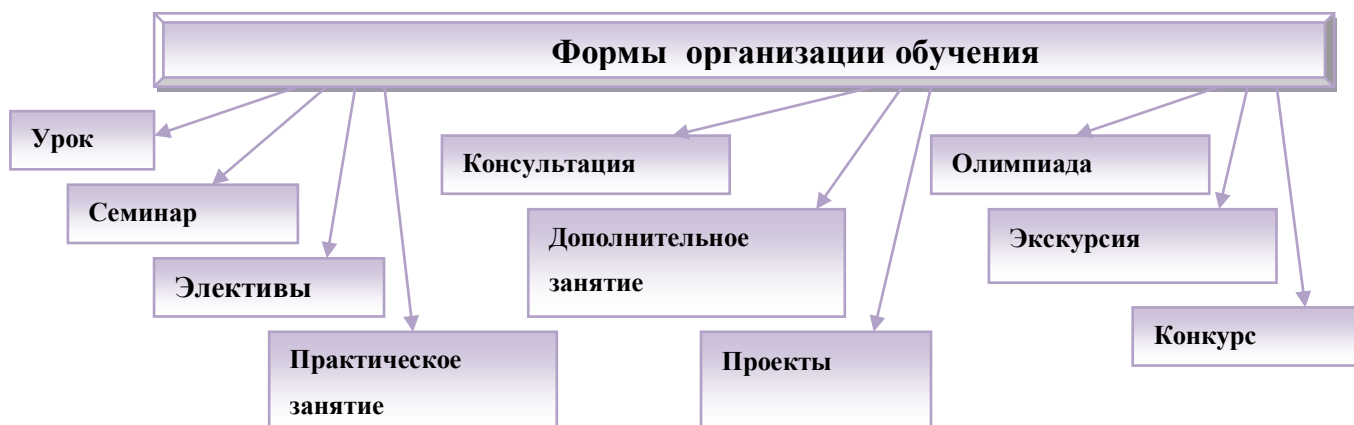 Формы организации обучения
Урок
Семинар
Элективы
Практическое
занятие
Консультация
Дополнительное
занятие
Проекты
Олимпиада
Экскурсия
Конкурс